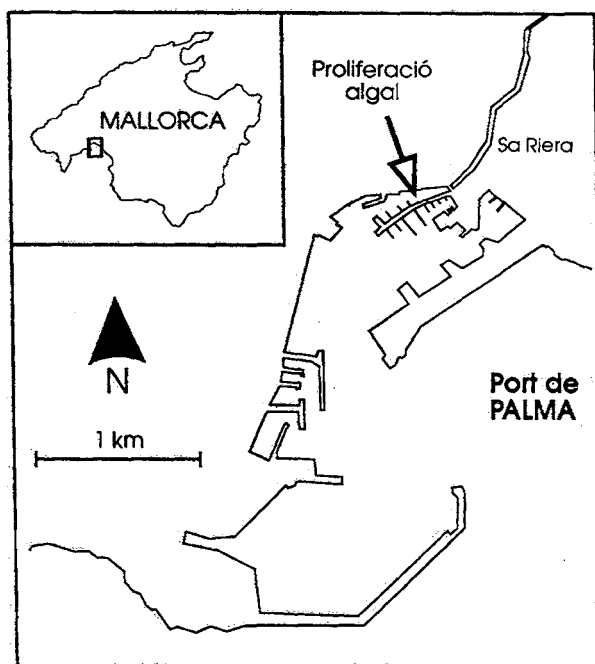 MALLORCA
Proliferació
algal
Sa Riera
N
1 km
Port de
PALMA